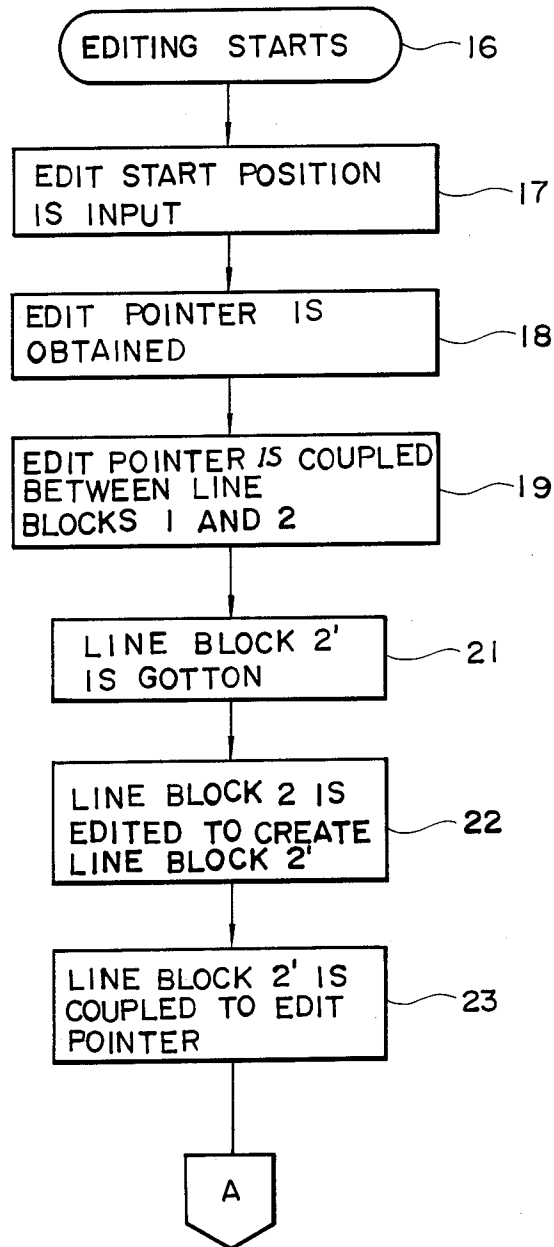 EDITING STARTS
16
EDIT START POSITION
IS INPUT
17
EDIT POINTER IS
OBTAINED
18
EDIT POINTER IS COUPLED
BETWEEN LINE
BLOCKS 1 AND 2
19
LINE BLOCK 2'
IS GOTTON
21
LINE BLOCK 2 IS
EDITED TO CREATE
LINE BLOCK 2'
22
LINE BLOCK 2' IS
COUPLED TO EDIT
POINTER
23
A